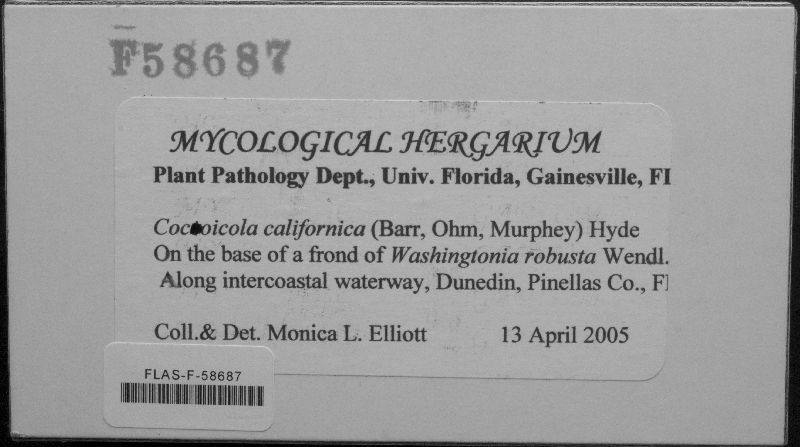 F58687
MYCOLOGICAL HERGARIUM
Plant Pathology Dept., Univ. Florida, Gainesville, Fl
californica (Barr, Ohm, Murphey) Hyde
On the base of a frond of Washingtonia robusta Wendl.
Along intercoastal waterway, Dunedin, Pinellas Co., F
Coll.& Det. Monica L. Elliott 13 April 2005
FLAS-F-58687